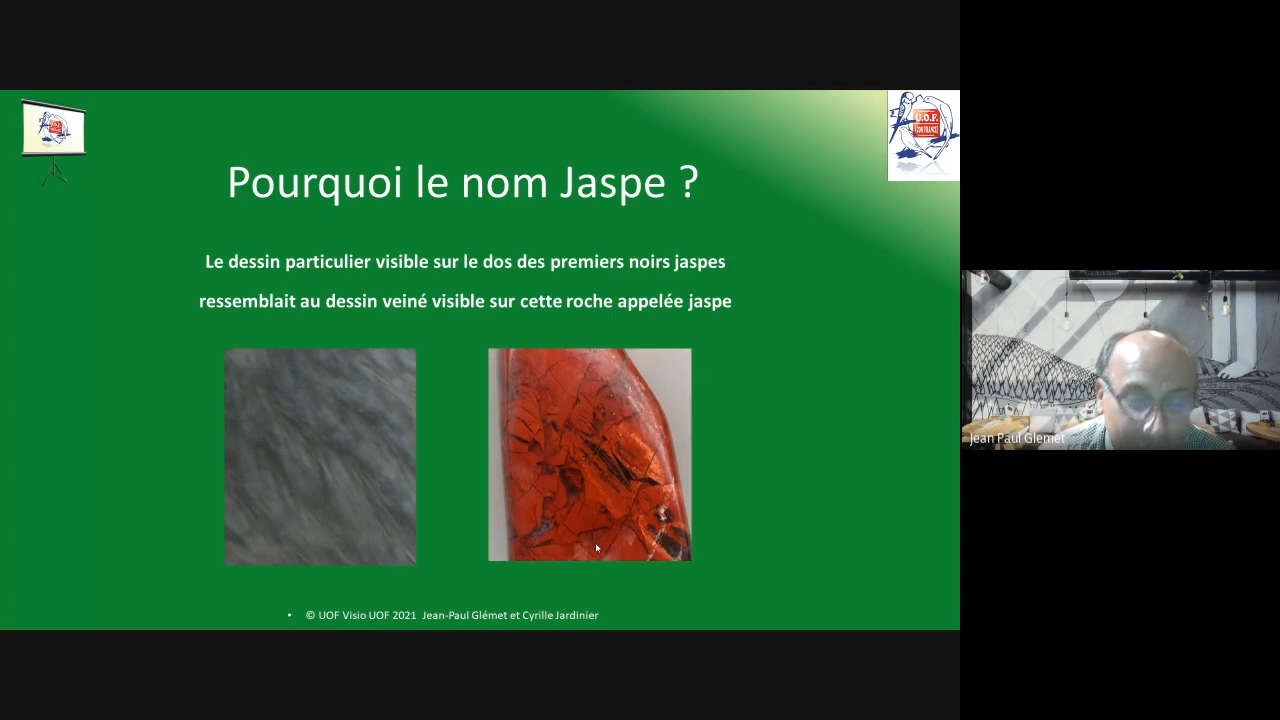 U.O.F.
COM FRANCE
Pourquoi le nom Jaspe ?
Le dessin particulier visible sur le dos des premiers noirs jaspes
ressemblait au dessin veiné visible sur cette roche appelée jaspe
Jean Paul Glemet
• © UOF Visio UOF 2021 Jean-Paul Glémet et Cyrille Jardinier